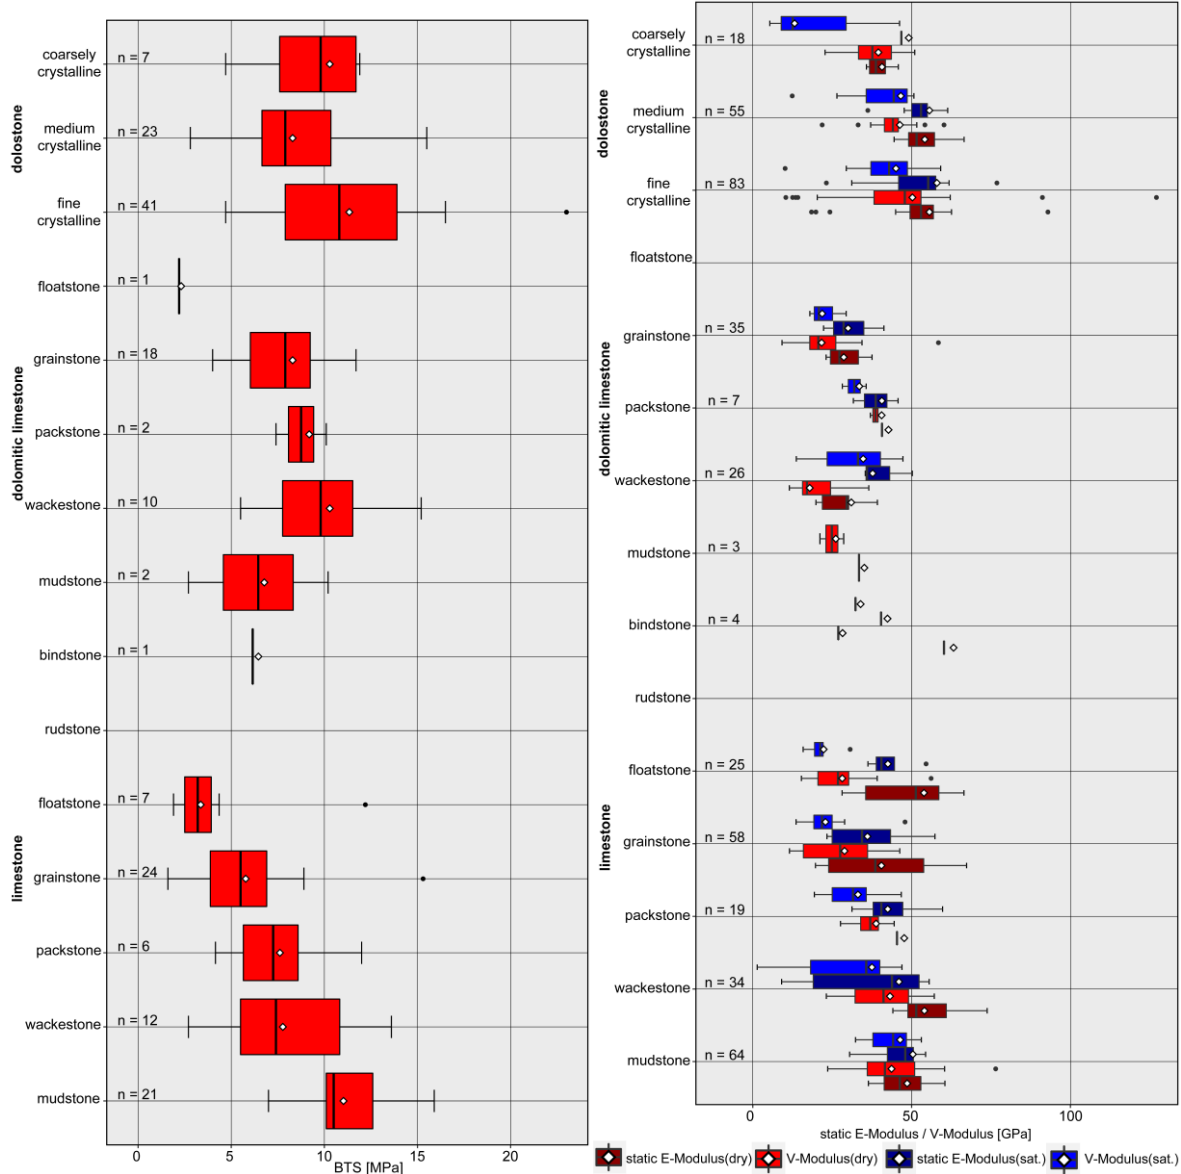 dolostone
coarsely
crystalline
n = 7
medium
crystalline
n = 23
fine
crystalline
n = 41
dolomitic limestone
floatstone
n = 1
grainstone
n = 18
packstone
n = 2
wackestone
n = 10
mudstone
n = 2
bindstone
n = 1
limestone
rudstone
floatstone
n = 7
grainstone
n = 24
packstone
n = 6
wackestone
n = 12
mudstone
n = 21
0 5 10 15 20
BTS [MPa]
dolostone
coarsely
crystalline
n = 18
medium
crystalline
n = 55
fine
crystalline
n = 83
dolomitic limestone
floatstone
grainstone
n = 35
packstone
n = 7
wackestone
n = 26
mudstone
n = 3
bindstone
n = 4
limestone
rudstone
floatstone
n = 25
grainstone
n = 58
packstone
n = 19
wackestone
n = 34
mudstone
n = 64
0 50 100
static E-Modulus / V-Modulus [GPa]
static E-Modulus(dry) V-Modulus(dry) static E-Modulus(sat.) V-Modulus(sat.)